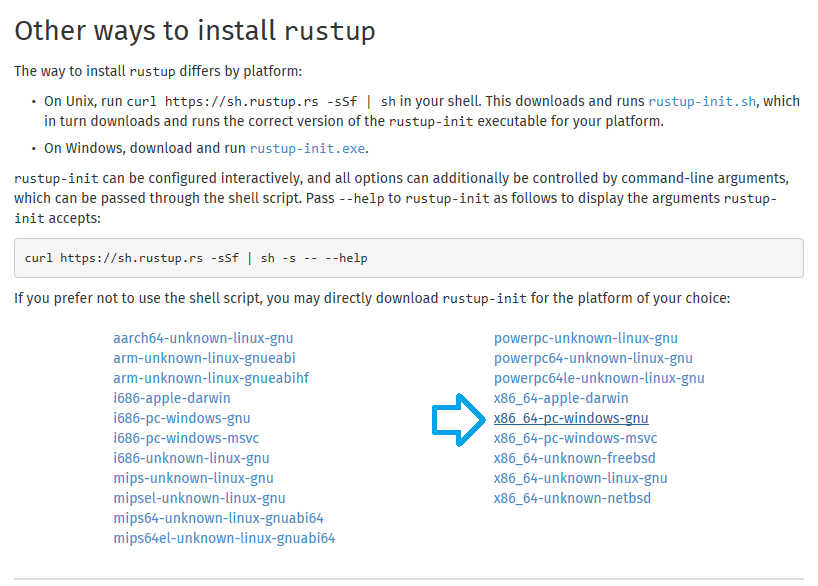 Other ways to install rustup
The way to install rustup differs by platform:
• On Unix, run curl https://sh.rustup.rs -sSf | sh in your shell. This downloads and runs rustup-init.sh, which
in turn downloads and runs the correct version of the rustup-init executable for your platform.
• On Windows, download and run rustup-init.exe.
rustup-init can be configured interactively, and all options can additionally be controlled by command-line arguments,
which can be passed through the shell script. Pass --help to rustup-init as follows to display the arguments rustup-
init accepts:
curl https://sh.rustup.rs -sSf | sh -s -- --help
If you prefer not to use the shell script, you may directly download rustup-init for the platform of your choice:
aarch64-unknown-linux-gnu
arm-unknown-linux-gnueabi
arm-unknown-linux-gnueabihf
i686-apple-darwin
i686-pc-windows-gnu
i686-pc-windows-msvc
i686-unknown-linux-gnu
mips-unknown-linux-gnu
mipsel-unknown-linux-gnu
mips64-unknown-linux-gnuabi64
mips64el-unknown-linux-gnuabi64
powerpc-unknown-linux-gnu
powerpc64-unknown-linux-gnu
powerpc64le-unknown-linux-gnu
x86_64-apple-darwin
x86_64-pc-windows-gnu
x86_64-pc-windows-msvc
x86_64-unknown-freebsd
x86_64-unknown-linux-gnu
x86_64-unknown-netbsd